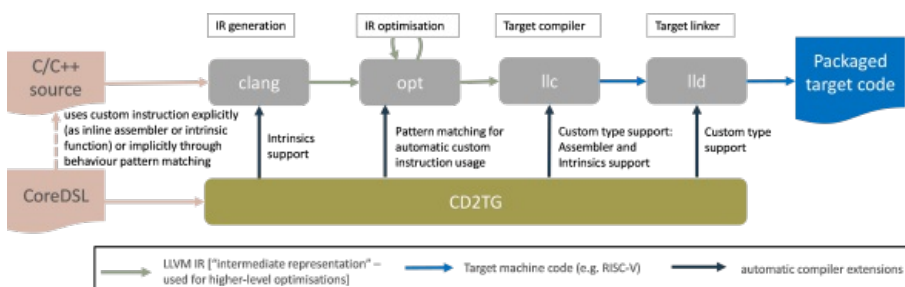 IR generation
IR optimisation
Target compiler
Target linker
C/C++
source
clang
opt
llc
lld
Packaged
target code
uses custom instruction explicitly
(as inline assembler or intrinsic
function) or implicitly through
behaviour pattern matching
Intrinsics
support
Pattern matching for
automatic custom
instruction usage
Custom type support:
Assembler and
Intrinsics support
Custom type
support
CoreDSL
CD2TG
LLVM IR ["intermediate representation" –
used for higher-level optimisations]
Target machine code (e.g. RISC-V)
automatic compiler extensions